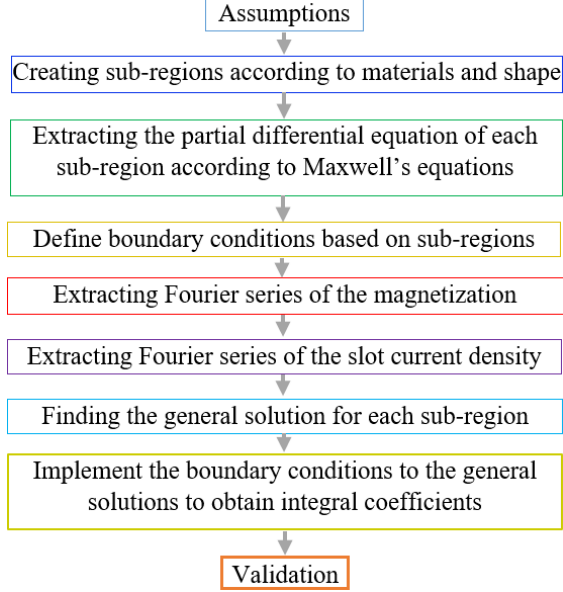 Assumptions
Creating sub-regions according to materials and shape
Extracting the partial differential equation of each
sub-region according to Maxwell's equations
Define boundary conditions based on sub-regions
Extracting Fourier series of the magnetization
Extracting Fourier series of the slot current density
Finding the general solution for each sub-region
Implement the boundary conditions to the general
solutions to obtain integral coefficients
Validation